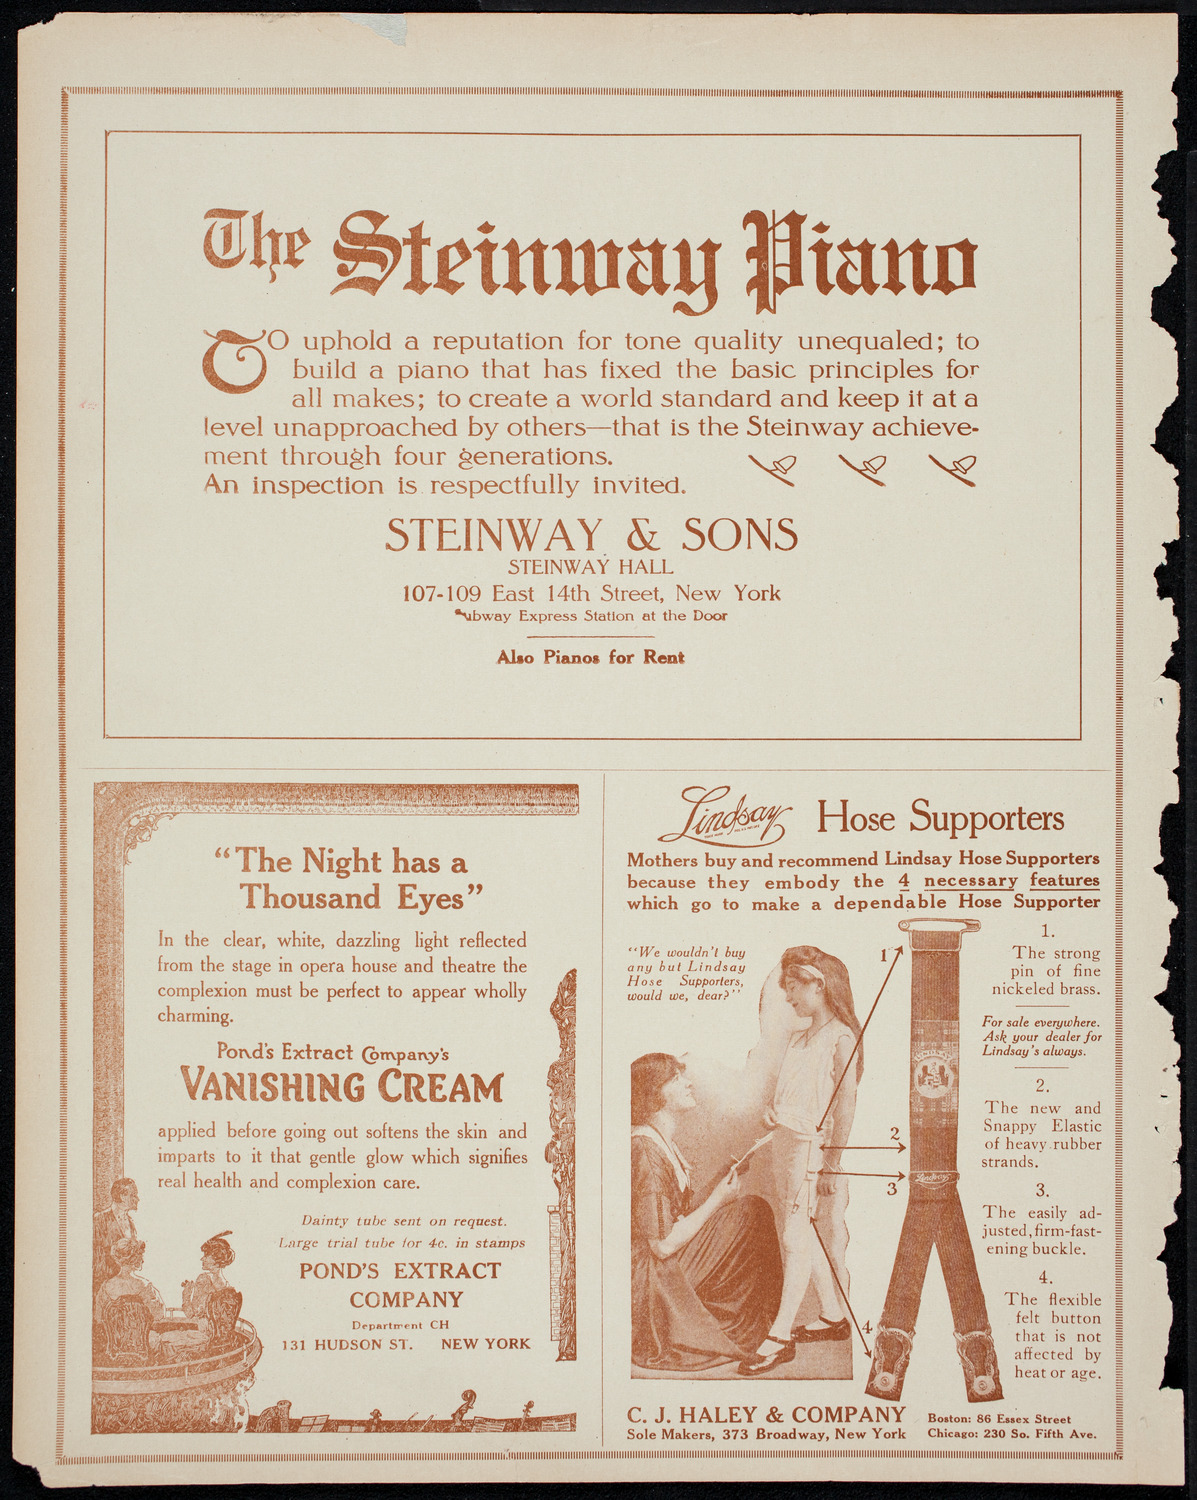 The Steinway Piano
TO uphold a reputation for tone quality unequaled; to
build a piano that has fixed the basic principles for
all makes; to create a world standard and keep it at a
level unapproached by others—that is the Steinway achieve-
ment through four generations.
An inspection is respectfully invited.
STEINWAY & SONS
STEINWAY HALL
107-109 East 14th Street, New York
Subway Express Station at the Door
Also Pianos for Rent
“The Night has a
Thousand Eyes”
In the clear, white, dazzling light reflected
from the stage in opera house and theatre the
complexion must be perfect to appear wholly
charming.
Pond's Extract Company's
VANISHING CREAM
applied before going out softens the skin and
imparts to it that gentle glow which signifies
real health and complexion care.
Dainty tube sent on request.
Large trial tube for 4c. in stamps
POND'S EXTRACT
COMPANY
Department CH
131 HUDSON ST. NEW YORK
Lindsay Hose Supporters
Mothers buy and recommend Lindsay Hose Supporters
because they embody the 4 necessary features
which go to make a dependable Hose Supporter
“We wouldn't buy
any but Lindsay
Hose Supporters,
would we, dear?”
1
2
3
4
LINDSAY
Lindsay
1.
The strong
pin of fine
nickeled brass.
For sale everywhere.
Ask your dealer for
Lindsay's always.
2.
The new and
Snappy Elastic
of heavy rubber
strands.
3.
The easily ad-
justed, firm-fast-
ening buckle.
4.
The flexible
felt button
that is not
affected by
heat or age.
C. J. HALEY & COMPANY
Sole Makers, 373 Broadway, New York
Boston: 86 Essex Street
Chicago: 230 So. Fifth Ave.